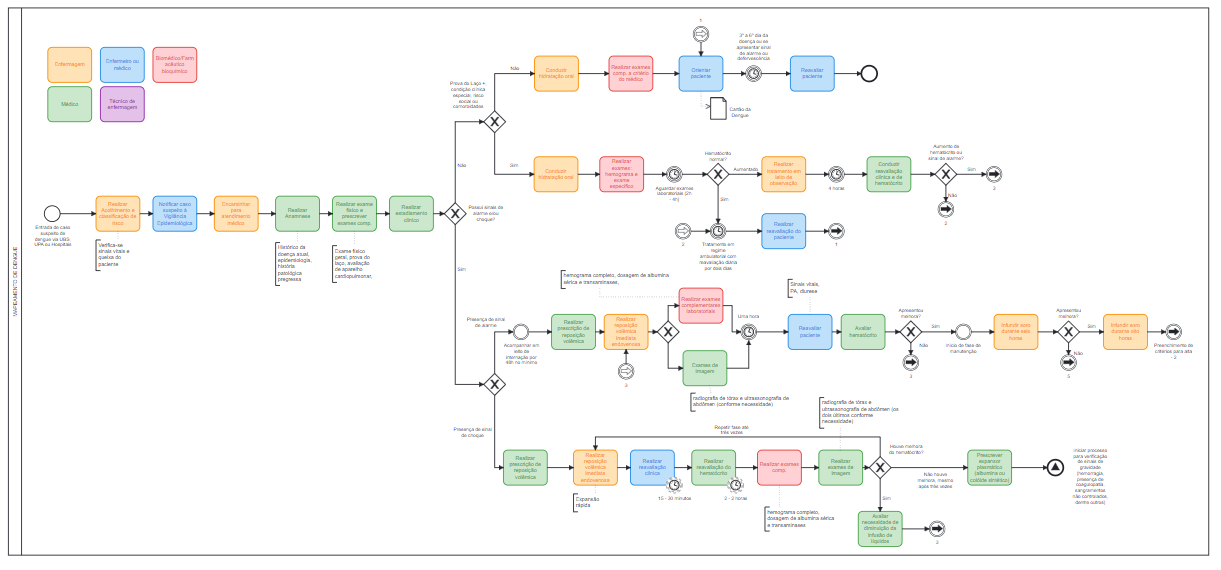 MAPEAMENTO DE DENGUE
Enfermagem
Enfermeiro ou
médico
Biomédico/Farm
acêutico
bioquímico
Médico
Técnico de
enfermagem
Entrada de caso
suspeito de
dengue via UBS,
UPA ou Hospitais
Realizar
Acolhimento e
classificação de
risco
Verifica-se
sinais vitais e
queixa do
paciente
Notificar caso
suspeito à
Vigilância
Epidemiológica
Encaminhar
para
atendimento
médico
Realizar
Anamnese
Histórico da
doença atual,
epidemiologia,
história
patológica
pregressa
Realizar exame
físico e
prescrever
exames comp
Exame físico
geral, prova do
laço, avaliação
de aparelho
cardiopulmonar,
Realizar
estadiamento
clínico
Possui sinais de
alarme e/ou
choque?
Não
Sim
Prova do Laço +,
condição clínica
especial, risco
social ou
comorbidades
Não
Conduzir
hidratação oral
Realizar exames
comp. a critério
do médico
1
Orientar
paciente
Cartão da
Dengue
3° a 6° dia da
doença ou se
apresentar sinal
de alarme ou
defervescência
Reavaliar
paciente
Sim
Conduzir
hidratação oral
Realizar
exames:
hemograma e
exame
específico
Aguardar exames
laboratoriais (2h
- 4h)
Hematócrito
normal?
Aumentado
Realizar
tratamento em
leito de
observação
4 horas
Conduzir
reavaliação
clínica e de
hematócrito
Aumento de
hematócrito ou
sinal de alarme?
Sim
3
Não
2
Sim
2
Tratamento em
regime
ambulatorial com
reavaliação diária
por dois dias
Realizar
reavaliação do
paciente
1
Presença de sinal
de alarme
Acompanhar em
leito de
internação por
48h no mínimo
Realizar
prescrição de
reposição
volêmica
Realizar
reposição
volêmica
imediata
endovenosa
3
hemograma completo, dosagem de albumina
sérica e transaminases,
Realizar exames
complementares
laboratoriais
Exames de
imagem
radiografia de tórax e ultrassonografia de
abdômen (conforme necessidade)
Uma hora
Sinais vitais,
PA, diurese
Reavaliar
paciente
Avaliar
hematócrito
Apresentou
melhora?
Sim
Não
3
Início de fase de
manutenção
Infundir soro
durante seis
horas
Apresentou
melhora?
Sim
Não
5
Infundir soro
durante oito
horas
Preenchimento de
critérios para alta
- 2
Presença de sinal
de choque
Realizar
prescrição de
reposição
volêmica
Realizar
reposição
volêmica
imediata
endovenosa
Expansão
rápida
Repetir fase até
três vezes
Realizar
reavaliação
clínica
15 - 30 minutos
Realizar
reavaliação do
hematócrito
2 - 2 horas
Realizar exames
comp.
hemograma completo,
dosagem de albumina sérica
e transaminases
radiografia de tórax e
ultrassonografia de abdômen (os
dois últimos conforme
necessidade)
Realizar
exames de
imagem
Houve melhora
do hematócrito?
Não houve
melhora, mesmo
após três vezes
Sim
Avaliar
necessidade de
diminuição da
infusão de
líquidos
3
Prescrever
expansor
plasmático
(albumina ou
coloide sintético)
Iniciar processo
para verificação
de sinais de
gravidade
(hemorragia,
presença de
coagulopatia
sangramentos
não controlados,
dentre outros)